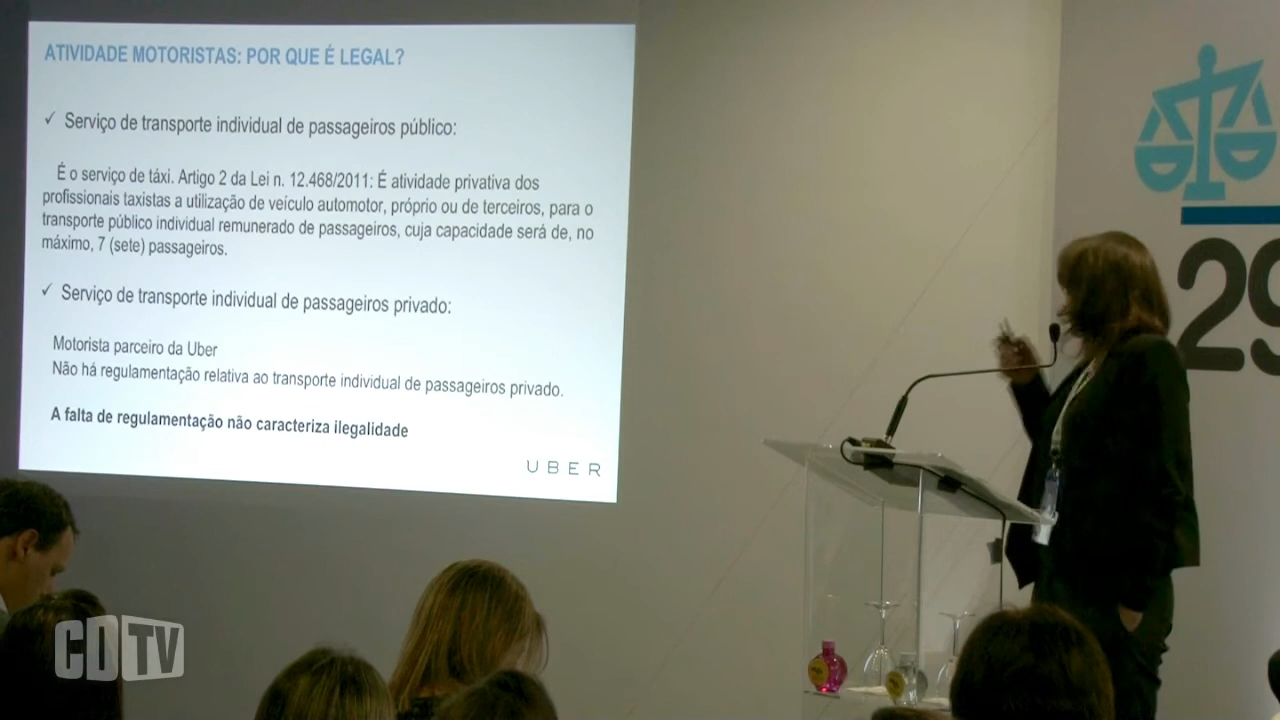 ATIVIDADE MOTORISTAS: POR QUE É LEGAL?
✓ Serviço de transporte individual de passageiros público:
É o serviço de táxi. Artigo 2 da Lei n. 12.468/2011: É atividade privativa dos
profissionais taxistas a utilização de veículo automotor, próprio ou de terceiros, para o
transporte público individual remunerado de passageiros, cuja capacidade será de, no
máximo, 7 (sete) passageiros.
✓ Serviço de transporte individual de passageiros privado:
Motorista parceiro da Uber
Não há regulamentação relativa ao transporte individual de passageiros privado.
A falta de regulamentação não caracteriza ilegalidade
UBER
29
CDTV